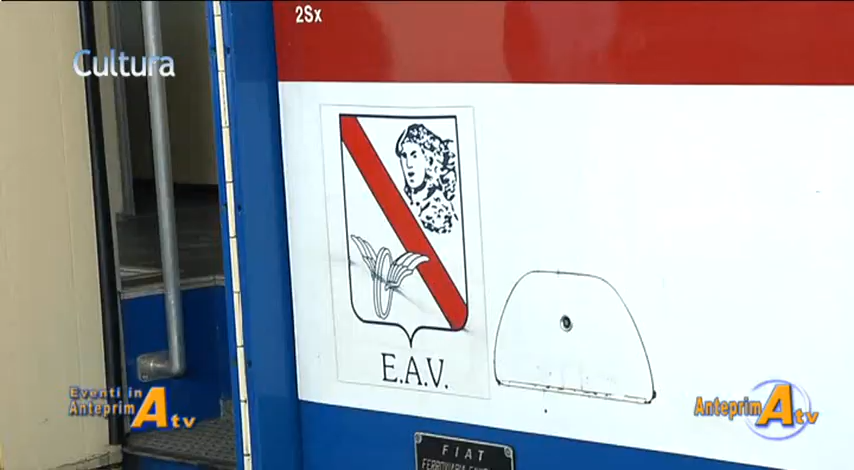 2Sx
Cultura
E.A.V.
Eventi in
AnteprimA tv
AnteprimA tv
FIAT